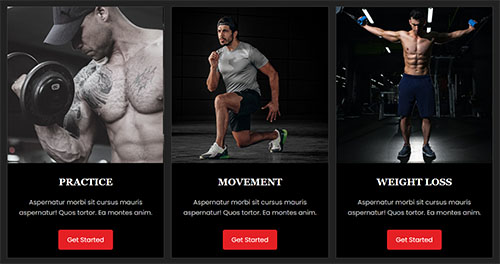 PRACTICE
Aspernatur morbi sit cursus mauris
aspernatur! Quos tortor. Ea montes anim.
Get Started
MOVEMENT
Aspernatur morbi sit cursus mauris
aspernatur! Quos tortor. Ea montes anim.
Get Started
WEIGHT LOSS
Aspernatur morbi sit cursus mauris
aspernatur! Quos tortor. Ea montes anim.
Get Started